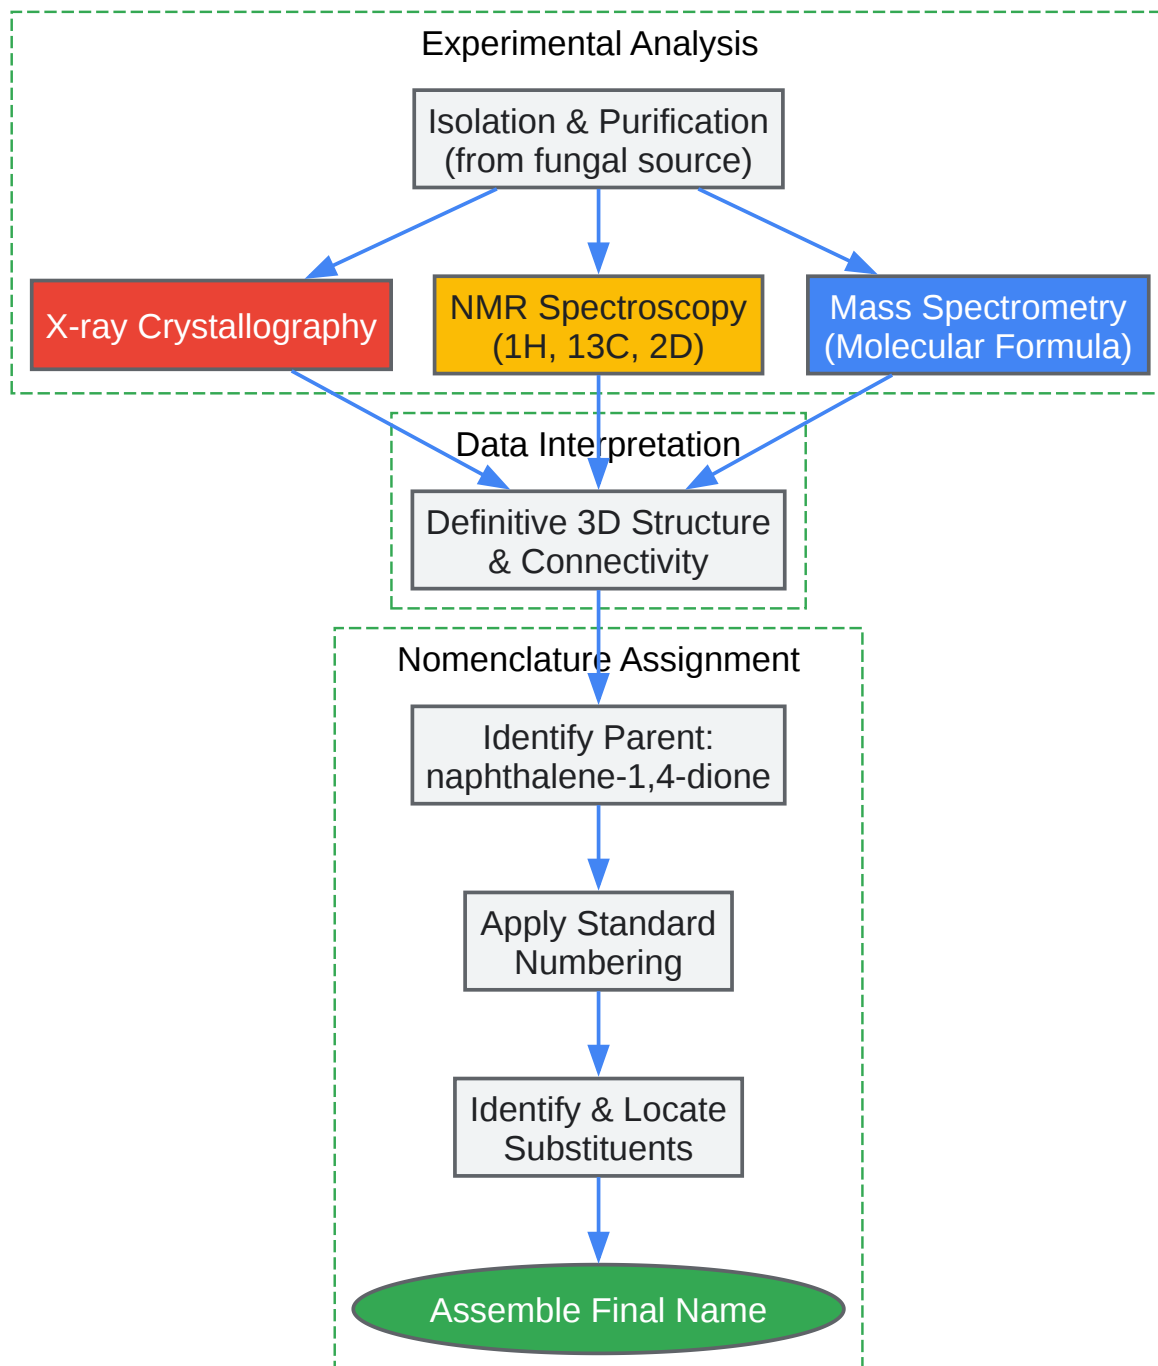 Experimental Analysis
Isolation & Purification
(from fungal source)
X-ray Crystallography
NMR Spectroscopy
(1H, 13C, 2D)
Mass Spectrometry
(Molecular Formula)
Data Interpretation
Definitive 3D Structure
& Connectivity
Nomenclature Assignment
Identify Parent:
naphthalene-1,4-dione
Apply Standard
Numbering
Identify & Locate
Substituents
Assemble Final Name